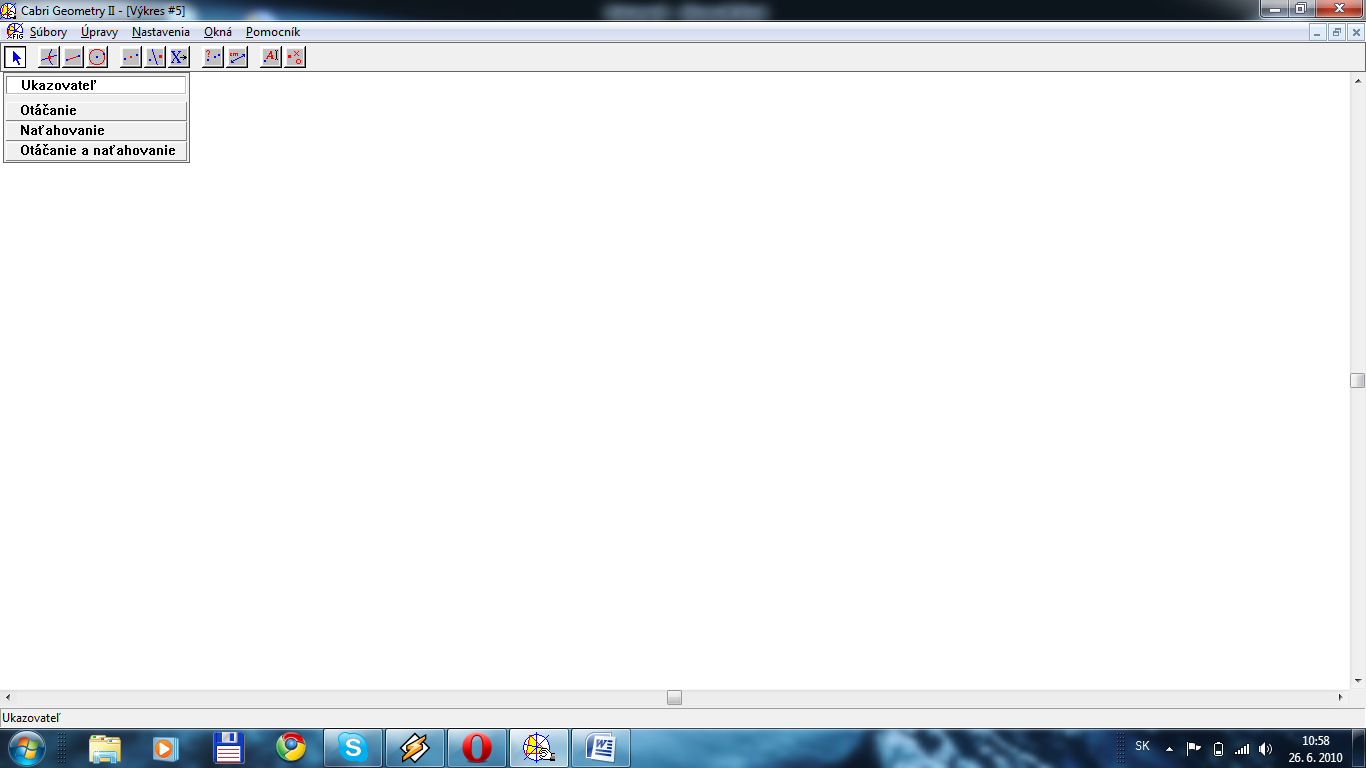 Cabri Geometry II - [Výkres #5]
Súbory Úpravy Nastavenia Okná Pomocník
Ukazovateľ
Otáčanie
Naťahovanie
Otáčanie a naťahovanie
Ukazovateľ
SK
10:58
26. 6. 2010